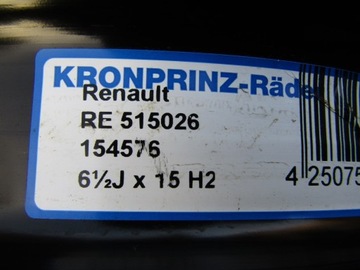 KRONPRINZ-Räde
Renault
RE 515026
154576
6½J x 15 H2
4 25075